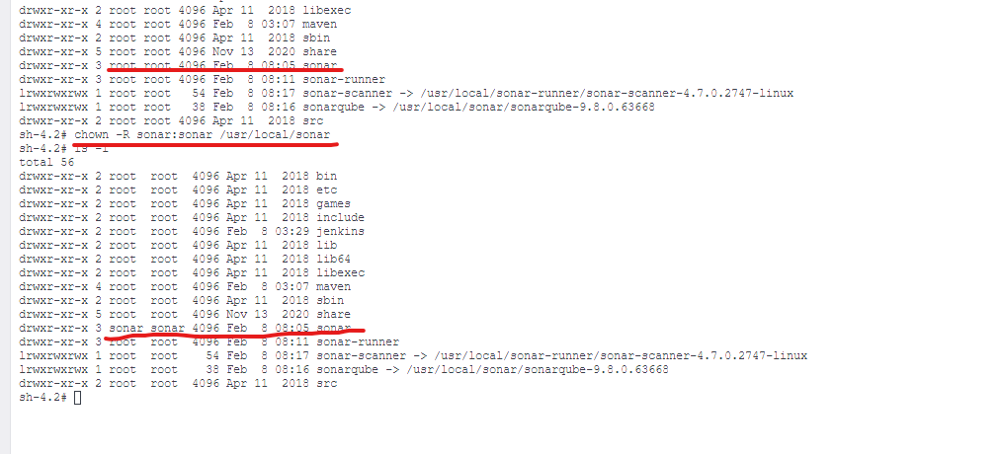 drwxr-xr-x 2 root root 4096 Apr 11  2018 libexec
drwxr-xr-x 4 root root 4096 Feb  8 03:07 maven
drwxr-xr-x 2 root root 4096 Apr 11  2018 sbin
drwxr-xr-x 5 root root 4096 Nov 13  2020 share
drwxr-xr-x 3 root root 4096 Feb  8 08:05 sonar
drwxr-xr-x 3 root root 4096 Feb  8 08:11 sonar-runner
lrwxrwxrwx 1 root root   54 Feb  8 08:17 sonar-scanner -> /usr/local/sonar-runner/sonar-scanner-4.7.0.2747-linux
lrwxrwxrwx 1 root root   38 Feb  8 08:16 sonarqube -> /usr/local/sonar/sonarqube-9.8.0.63668
drwxr-xr-x 2 root root 4096 Apr 11  2018 src
sh-4.2# chown -R sonar:sonar /usr/local/sonar
sh-4.2# ls -l
total 56
drwxr-xr-x 2 root  root  4096 Apr 11  2018 bin
drwxr-xr-x 2 root  root  4096 Apr 11  2018 etc
drwxr-xr-x 2 root  root  4096 Apr 11  2018 games
drwxr-xr-x 2 root  root  4096 Apr 11  2018 include
drwxr-xr-x 2 root  root  4096 Feb  8 03:29 jenkins
drwxr-xr-x 2 root  root  4096 Apr 11  2018 lib
drwxr-xr-x 2 root  root  4096 Apr 11  2018 lib64
drwxr-xr-x 2 root  root  4096 Apr 11  2018 libexec
drwxr-xr-x 4 root  root  4096 Feb  8 03:07 maven
drwxr-xr-x 2 root  root  4096 Apr 11  2018 sbin
drwxr-xr-x 5 root  root  4096 Nov 13  2020 share
drwxr-xr-x 3 sonar sonar 4096 Feb  8 08:05 sonar
drwxr-xr-x 3 root  root  4096 Feb  8 08:11 sonar-runner
lrwxrwxrwx 1 root  root    54 Feb  8 08:17 sonar-scanner -> /usr/local/sonar-runner/sonar-scanner-4.7.0.2747-linux
lrwxrwxrwx 1 root  root    38 Feb  8 08:16 sonarqube -> /usr/local/sonar/sonarqube-9.8.0.63668
drwxr-xr-x 2 root  root  4096 Apr 11  2018 src
sh-4.2#